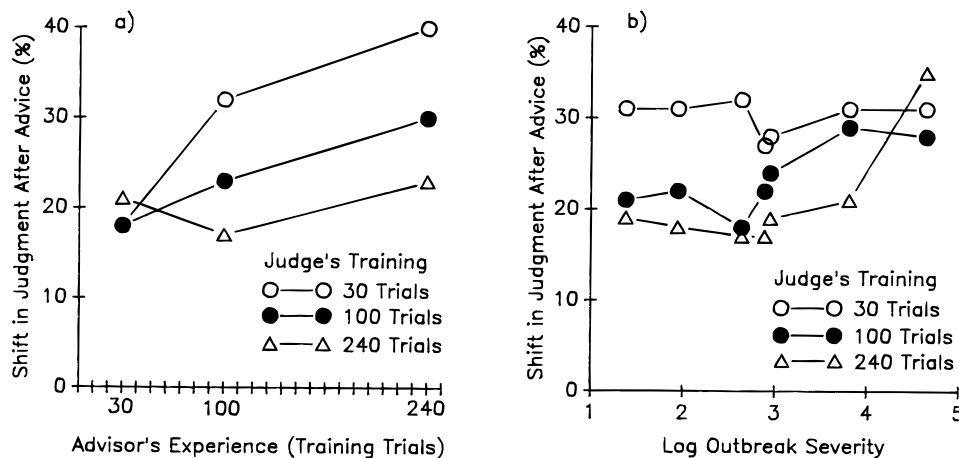 a)
Shift in Judgment After Advice (%)
40
30
20
10
0
30
100
240
Advisor's Experience (Training Trials)
Judge's Training
30 Trials
100 Trials
240 Trials
b)
Shift in Judgment After Advice (%)
40
30
20
10
0
1
2
3
4
5
Log Outbreak Severity
Judge's Training
30 Trials
100 Trials
240 Trials